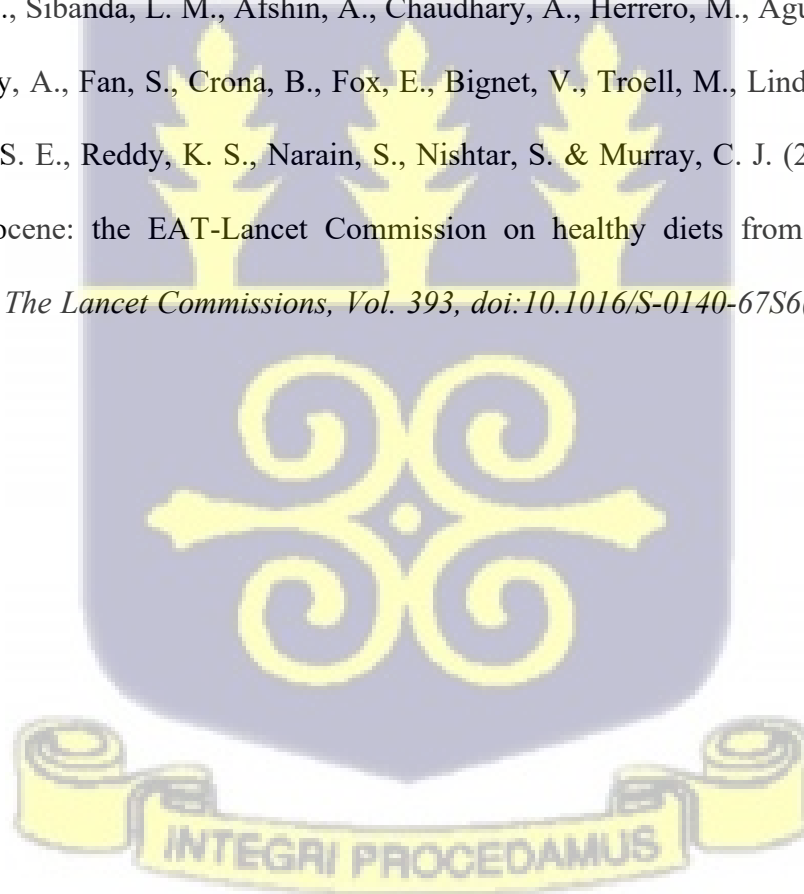 ., Sibanda, L. M., Afshin, A., Chaudhary, A., Herrero, M., Agu
y, A., Fan, S., Crona, B., Fox, E., Bignet, V., Troell, M., Lind
S. E., Reddy, K. S., Narain, S., Nishtar, S. & Murray, C. J. (2
ocene: the EAT-Lancet Commission on healthy diets from
The Lancet Commissions, Vol. 393, doi:10.1016/S-0140-67S6
INTEGRI PROCEDAMUS